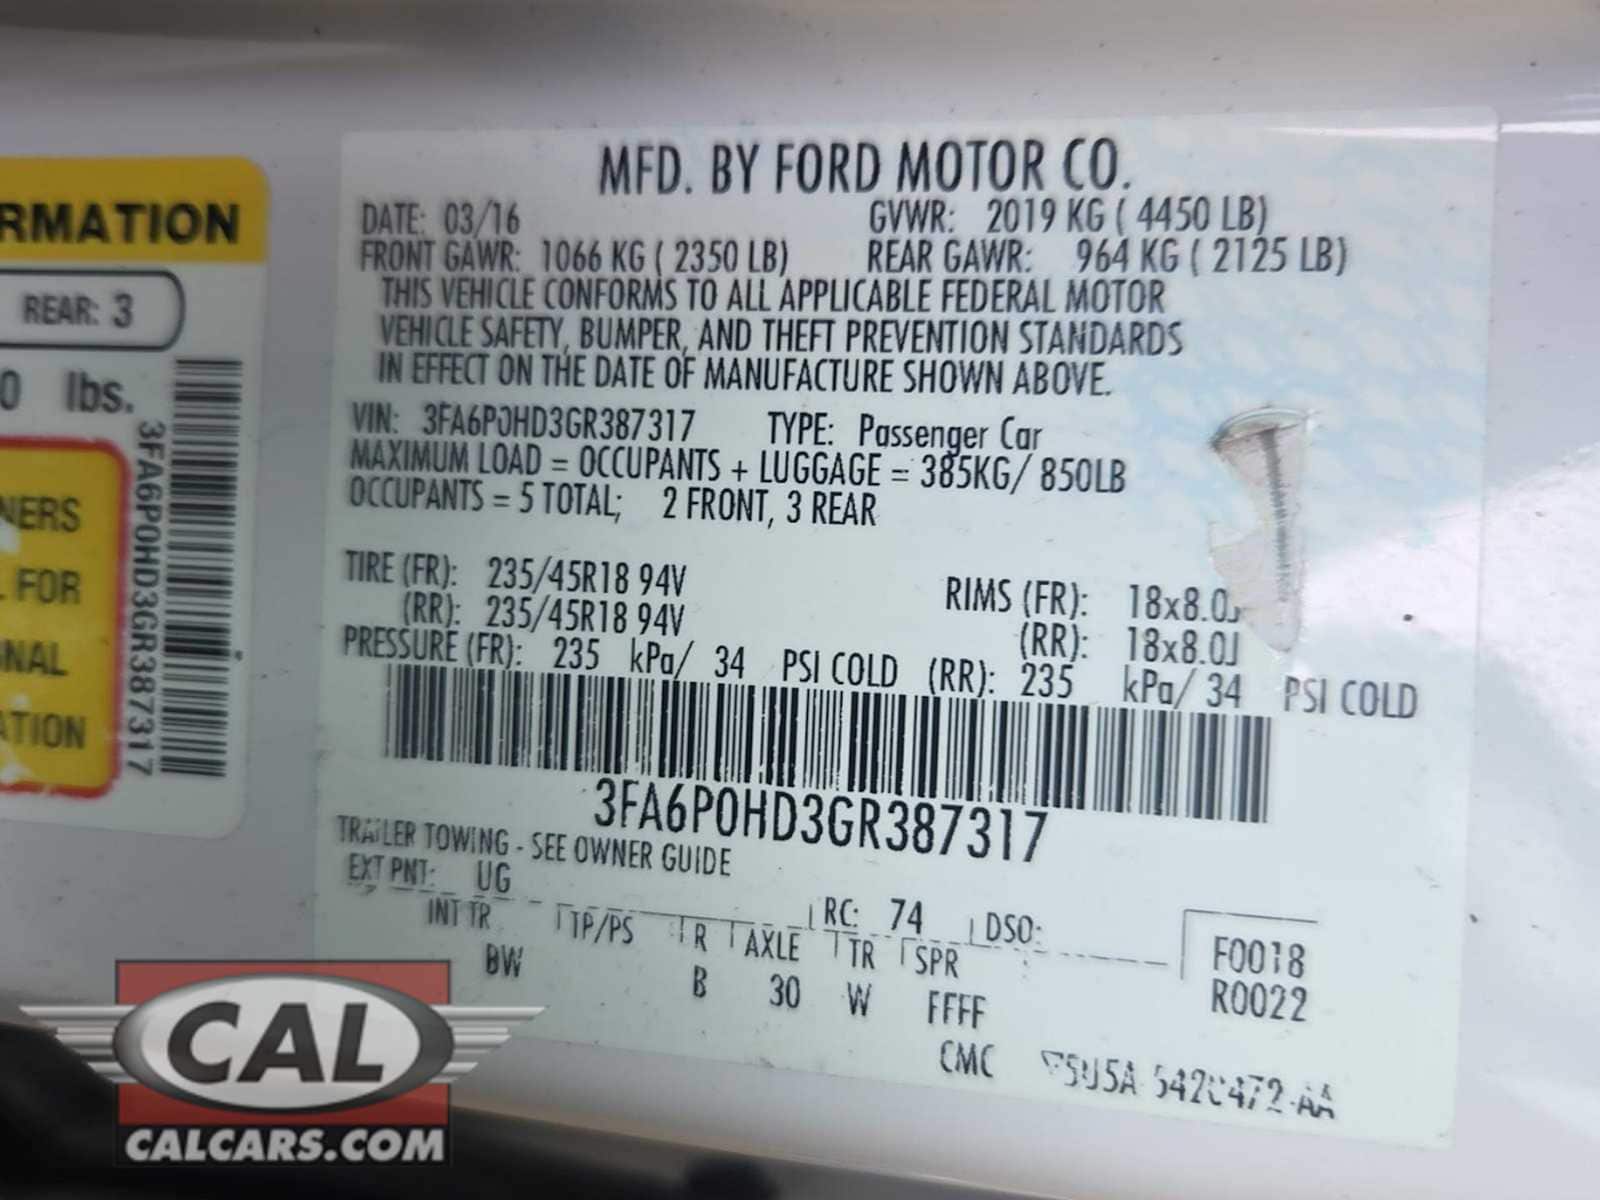 RMATION
REAR: 3
0 lbs.
NERS
FOR
NAL
ATION
3FA6P0HD3GR387317
MFD. BY FORD MOTOR CO.
DATE: 03/16 GVWR: 2019 KG ( 4450 LB)
FRONT GAWR: 1066 KG ( 2350 LB) REAR GAWR: 964 KG ( 2125 LB)
THIS VEHICLE CONFORMS TO ALL APPLICABLE FEDERAL MOTOR
VEHICLE SAFETY, BUMPER, AND THEFT PREVENTION STANDARDS
IN EFFECT ON THE DATE OF MANUFACTURE SHOWN ABOVE.
VIN: 3FA6P0HD3GR387317 TYPE: Passenger Car
MAXIMUM LOAD = OCCUPANTS + LUGGAGE = 385KG/ 850LB
OCCUPANTS = 5 TOTAL; 2 FRONT, 3 REAR
TIRE (FR): 235/45R18 94V RIMS (FR): 18x8.0J
(RR): 235/45R18 94V (RR): 18x8.0J
PRESSURE (FR): 235 kPa/ 34 PSI COLD (RR): 235 kPa/ 34 PSI COLD
3FA6P0HD3GR387317
TRAILER TOWING - SEE OWNER GUIDE
EXT PNT: UG RC: 74 DSO:
INT TR TP/PS R AXLE TR SPR F0018
BW B 30 W FFFF R0022
CMC
CAL
CALCARS.COM